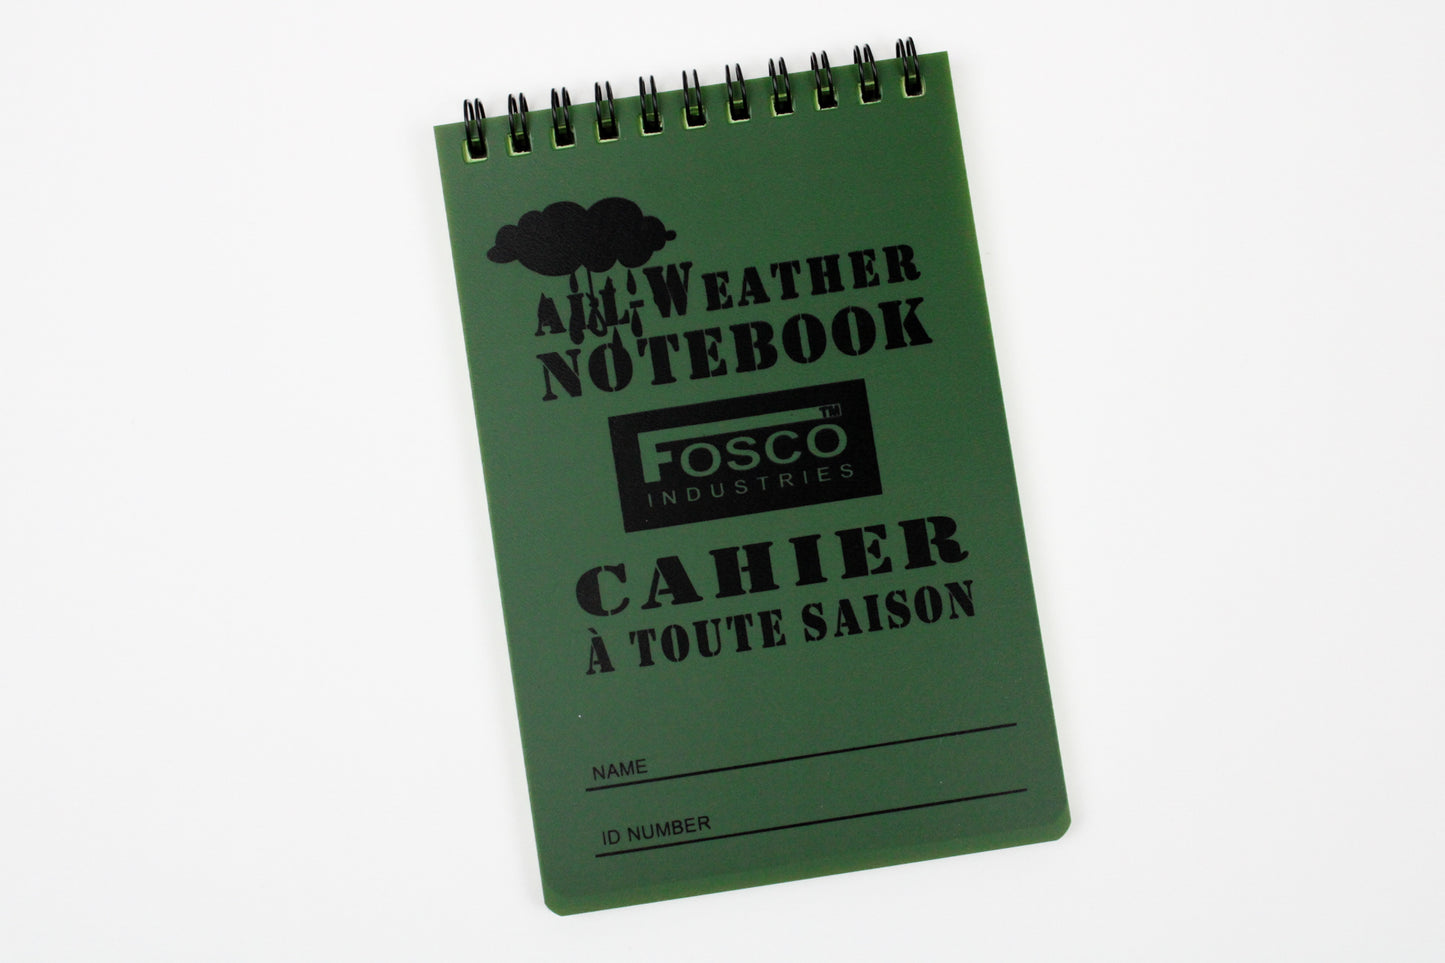 ALL-WEATHER
NOTEBOOK
FOSCO™
INDUSTRIES
CAHIER
À TOUTE SAISON
NAME
ID NUMBER